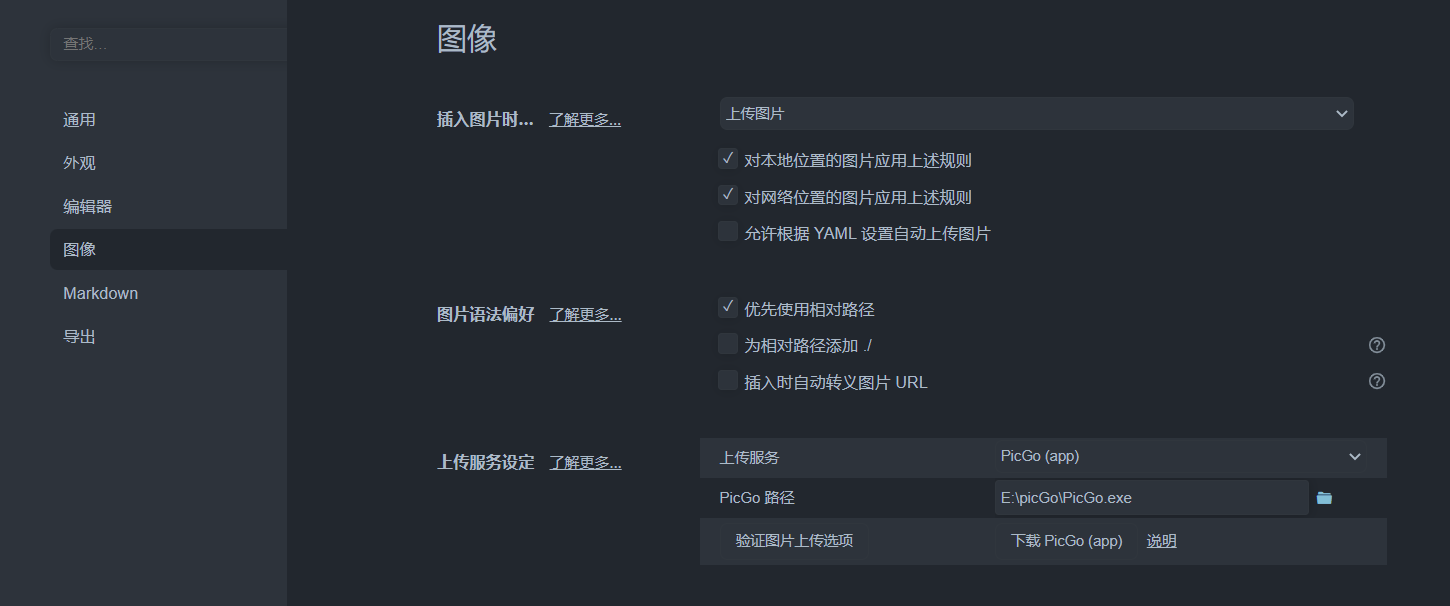 查找...
通用
外观
编辑器
图像
Markdown
导出
图像
插入图片时... 了解更多...
上传图片
对本地位置的图片应用上述规则
对网络位置的图片应用上述规则
允许根据 YAML 设置自动上传图片
图片语法偏好 了解更多...
优先使用相对路径
为相对路径添加 ./
插入时自动转义图片 URL
上传服务设定 了解更多...
上传服务 PicGo (app)
PicGo 路径 E:\picGo\PicGo.exe
验证图片上传选项 下载 PicGo (app) 说明